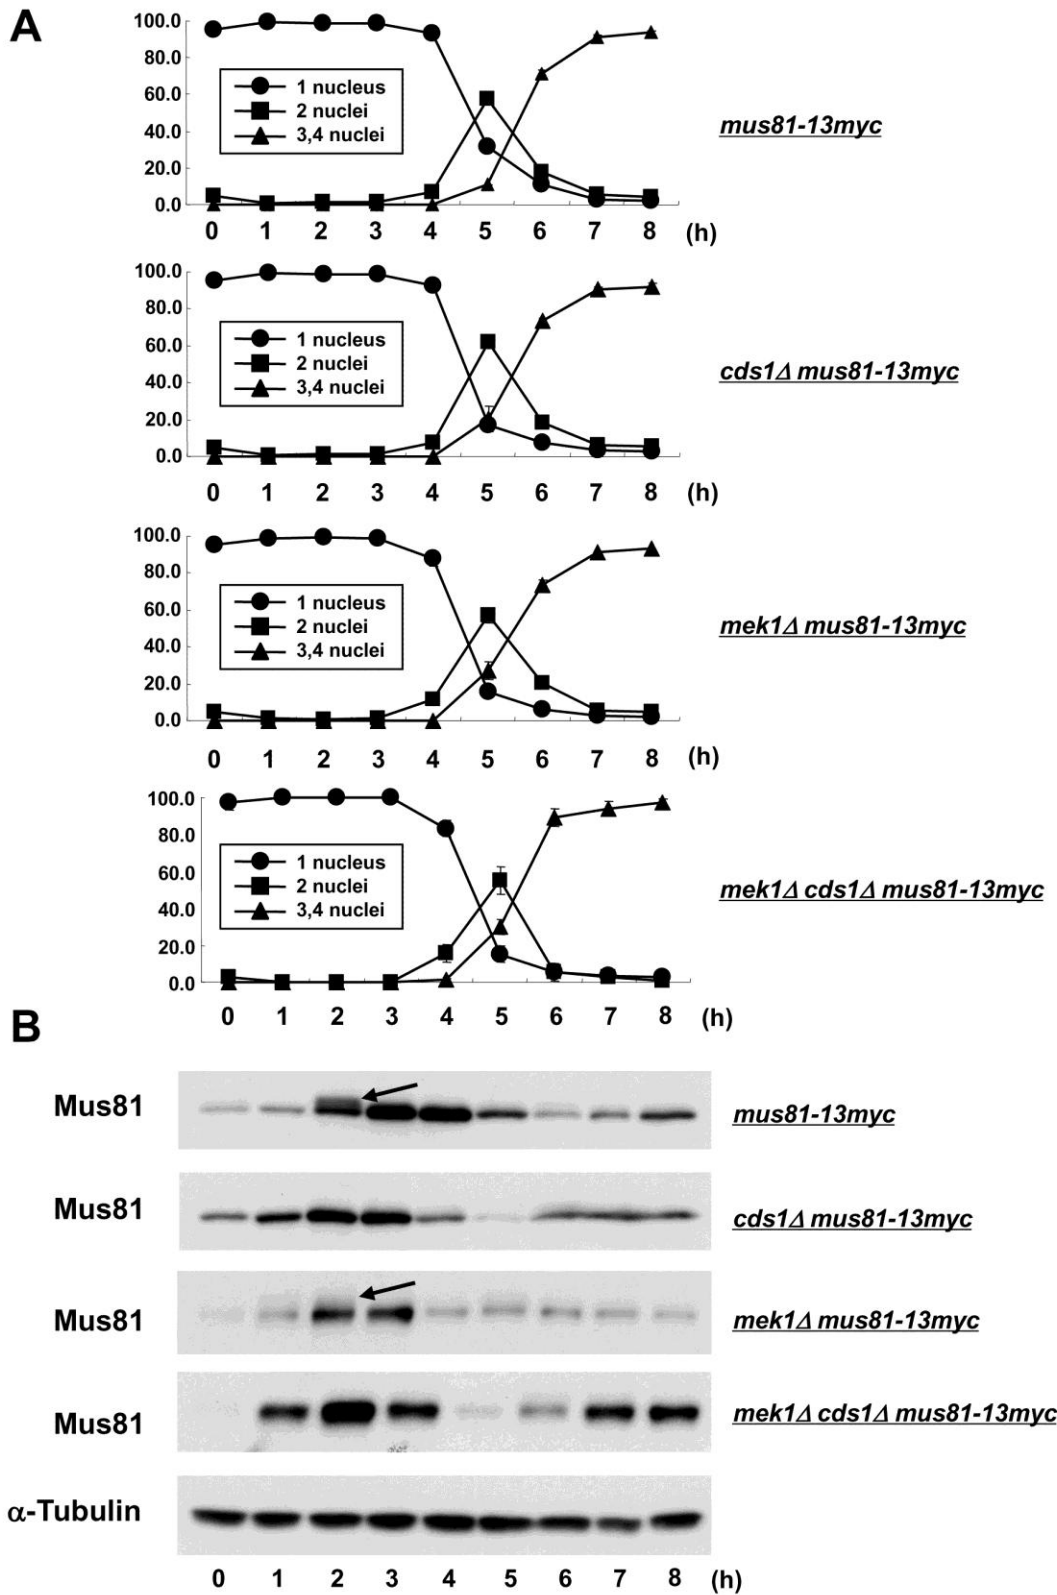 A
100.0
80.0
60.0
40.0
20.0
0.0
1 nucleus
2 nuclei
3,4 nuclei
mus81-13myc
0 1 2 3 4 5 6 7 8 (h)
100.0
80.0
60.0
40.0
20.0
0.0
1 nucleus
2 nuclei
3,4 nuclei
cds1Δ mus81-13myc
0 1 2 3 4 5 6 7 8 (h)
100.0
80.0
60.0
40.0
20.0
0.0
1 nucleus
2 nuclei
3,4 nuclei
mek1Δ mus81-13myc
0 1 2 3 4 5 6 7 8 (h)
100.0
80.0
60.0
40.0
20.0
0.0
1 nucleus
2 nuclei
3,4 nuclei
mek1Δ cds1Δ mus81-13myc
0 1 2 3 4 5 6 7 8 (h)
B
Mus81 mus81-13myc
Mus81 cds1Δ mus81-13myc
Mus81 mek1Δ mus81-13myc
Mus81 mek1Δ cds1Δ mus81-13myc
α-Tubulin
0 1 2 3 4 5 6 7 8 (h)